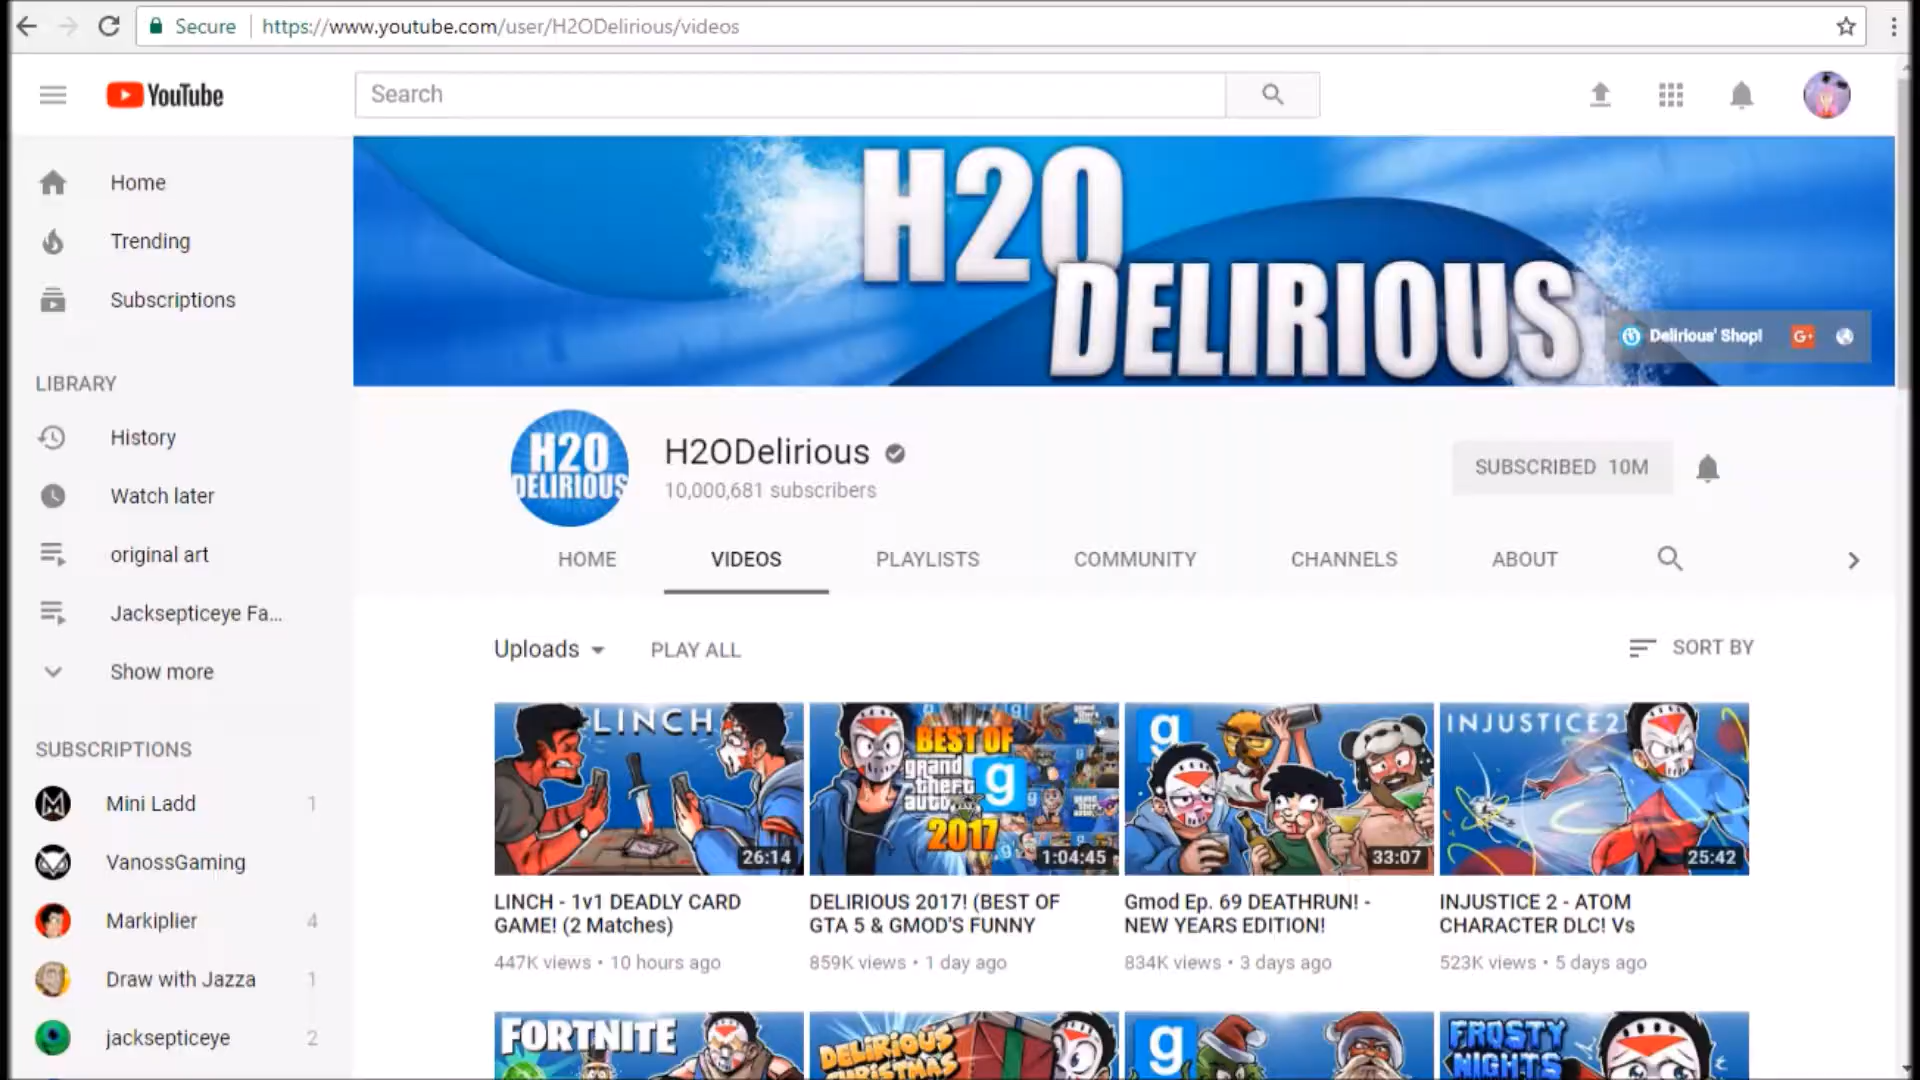 Secure https://www.youtube.com/user/H2ODelirious/videos
YouTube
Search
Home
Trending
Subscriptions
LIBRARY
History
Watch later
original art
Jacksepticeye Fa...
Show more
SUBSCRIPTIONS
Mini Ladd 1
VanossGaming
Markiplier 4
Draw with Jazza 1
jacksepticeye 2
H2O
DELIRIOUS
Delirious' Shop! G+
H2O
DELIRIOUS
H2ODelirious
10,000,681 subscribers
SUBSCRIBED 10M
HOME VIDEOS PLAYLISTS COMMUNITY CHANNELS ABOUT
Uploads PLAY ALL
SORT BY
LINCH
26:14
LINCH - 1v1 DEADLY CARD
GAME! (2 Matches)
447K views • 10 hours ago
BEST OF
grand
theft
auto
g
2017
1:04:45
DELIRIOUS 2017! (BEST OF
GTA 5 & GMOD'S FUNNY
859K views • 1 day ago
g
33:07
Gmod Ep. 69 DEATHRUN! -
NEW YEARS EDITION!
834K views • 3 days ago
INJUSTICE 2
25:42
INJUSTICE 2 - ATOM
CHARACTER DLC! Vs
523K views • 5 days ago
FORTNITE
DELIRIOUS
CHRISTMAS
g
FROSTY
NIGHTS